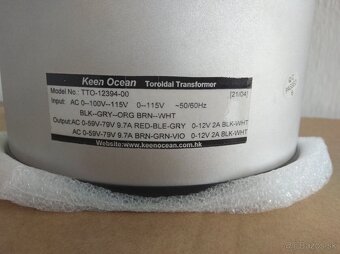 Keen Ocean Toroidal Transformer
Model No.: TTO-12394-00 [21/04]
Input: AC 0--100V--115V 0--115V ~50/60Hz
BLK--GRY--ORG BRN--WHT
Output:AC 0-59V-79V 9.7A RED-BLE-GRY 0-12V 2A BLK-WHT
AC 0-59V-79V 9.7A BRN-GRN-VIO 0-12V 2A BLK-WHT
Website:www.keenocean.com.hk